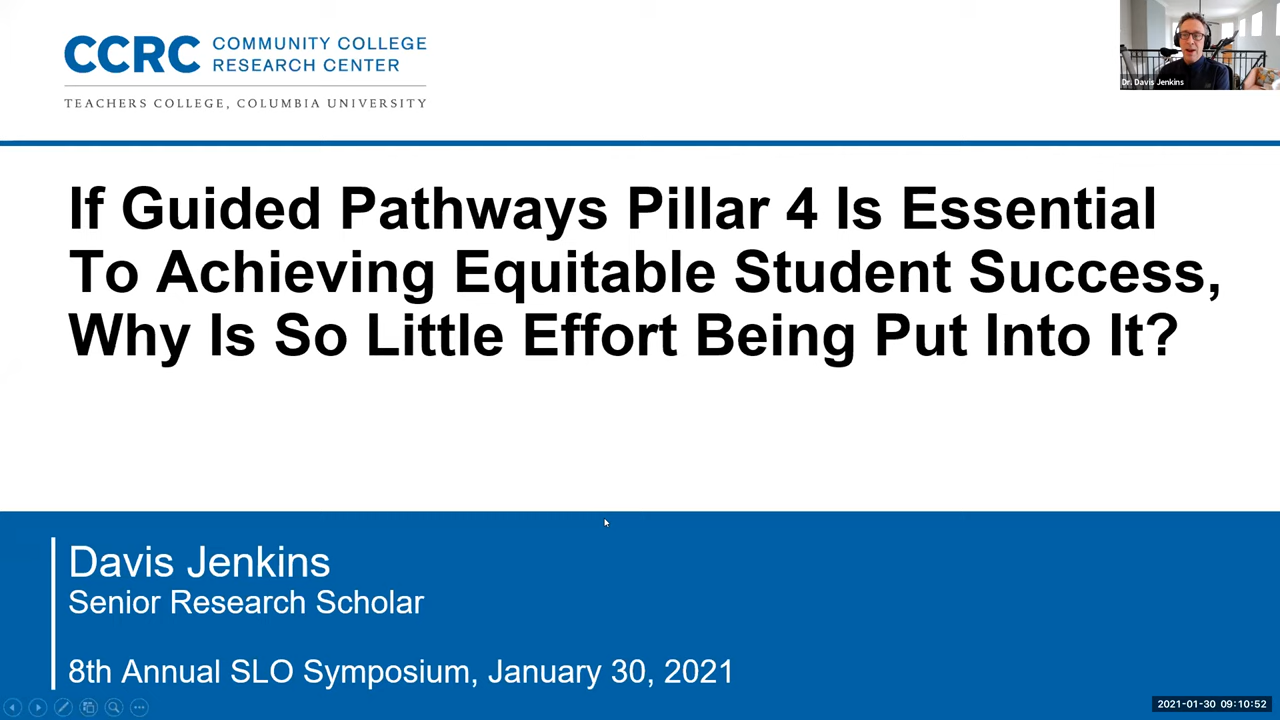 CCRC COMMUNITY COLLEGE
RESEARCH CENTER
TEACHERS COLLEGE, COLUMBIA UNIVERSITY
Dr. Davis Jenkins
If Guided Pathways Pillar 4 Is Essential
To Achieving Equitable Student Success,
Why Is So Little Effort Being Put Into It?
Davis Jenkins
Senior Research Scholar
8th Annual SLO Symposium, January 30, 2021
2021-01-30 09:10:52